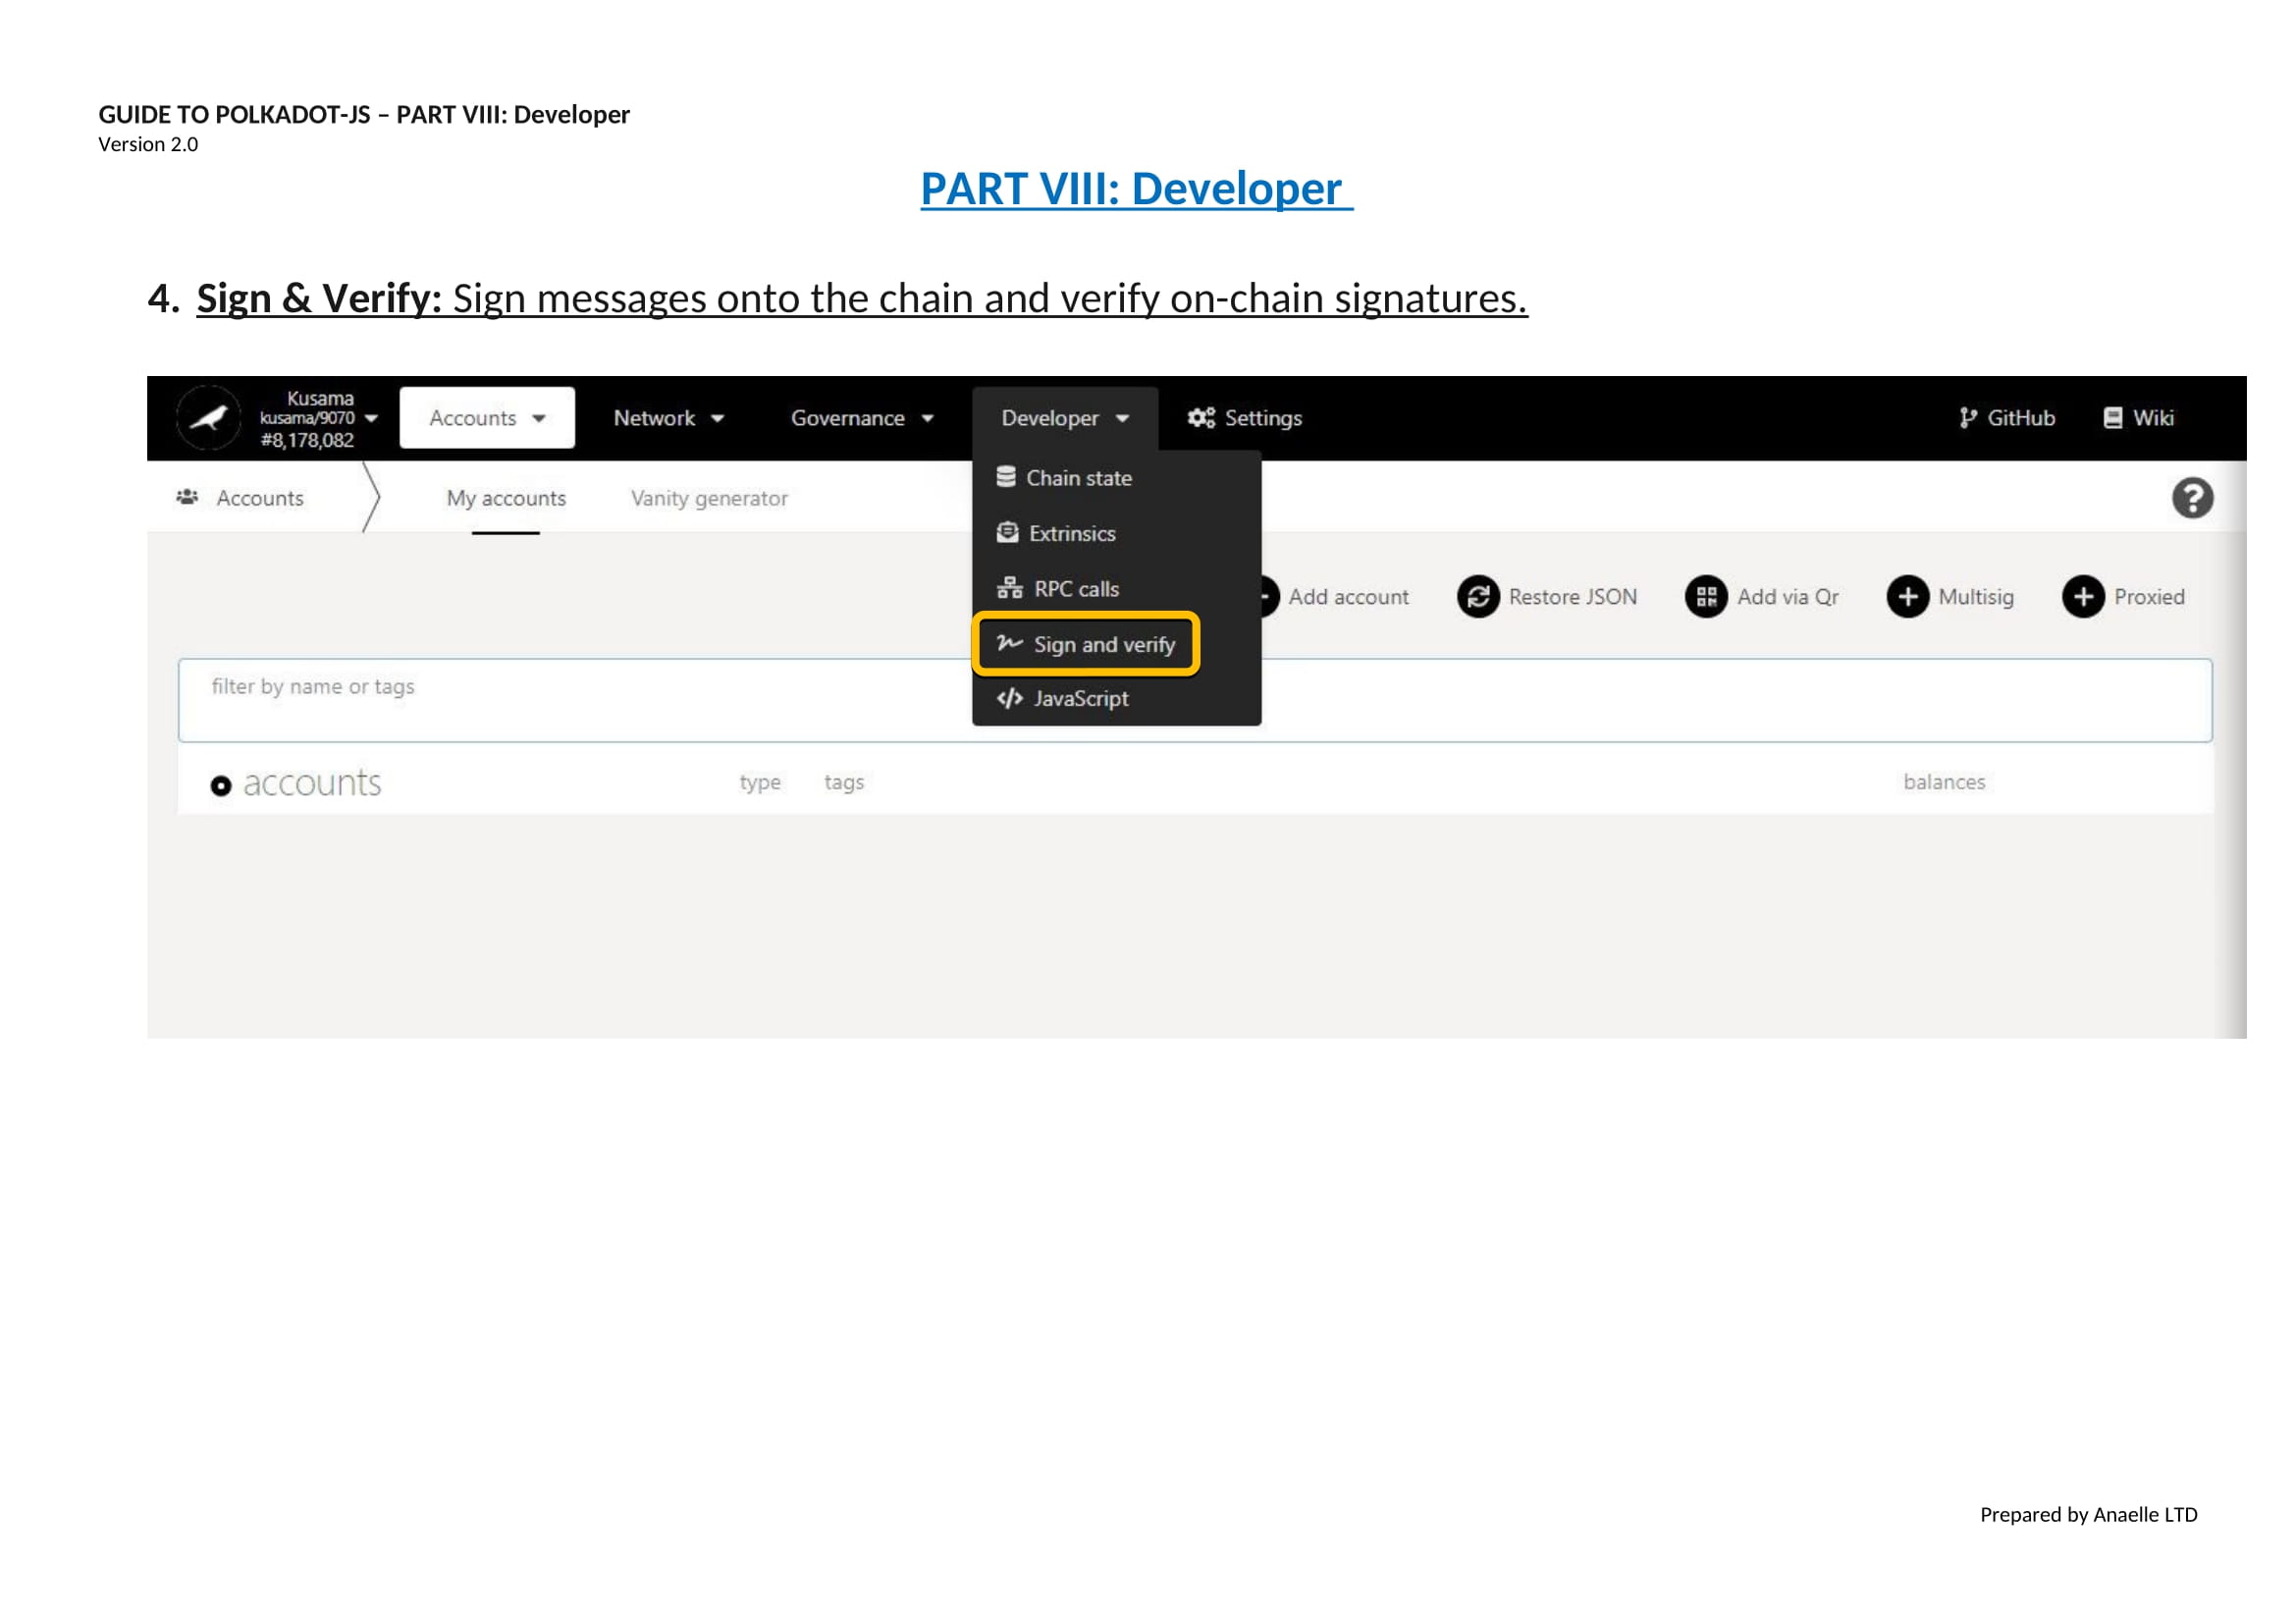 GUIDE TO POLKADOT-JS – PART VIII: Developer
Version 2.0
PART VIII: Developer
4. Sign & Verify: Sign messages onto the chain and verify on-chain signatures.
Kusama
kusama/9070
#8,178,082
Accounts
Network
Governance
Developer
Settings
GitHub
Wiki
Accounts
My accounts
Vanity generator
Chain state
Extrinsics
RPC calls
Sign and verify
JavaScript
Add account
Restore JSON
Add via Qr
Multisig
Proxied
filter by name or tags
accounts
type
tags
balances
Prepared by Anaelle LTD